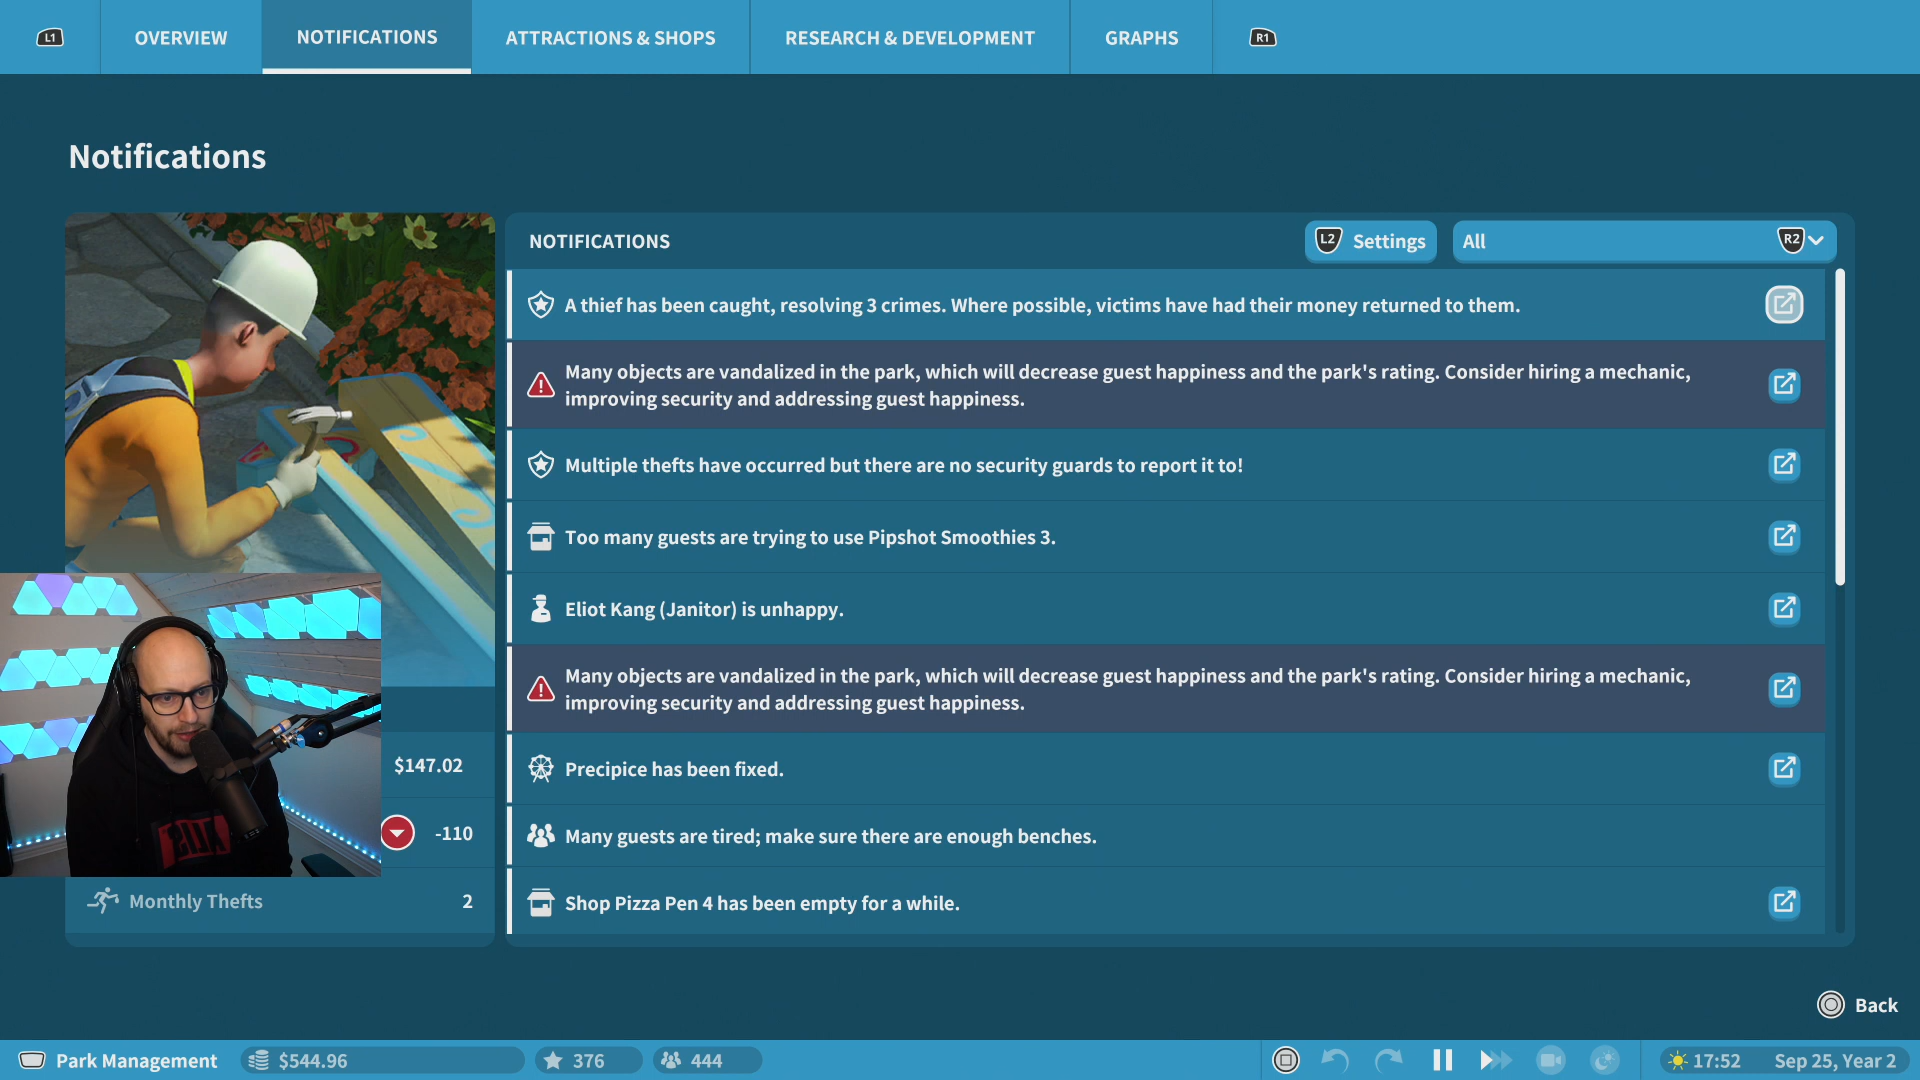 L1
OVERVIEW
NOTIFICATIONS
ATTRACTIONS & SHOPS
RESEARCH & DEVELOPMENT
GRAPHS
R1
Notifications
NOTIFICATIONS
L2 Settings
All R2
A thief has been caught, resolving 3 crimes. Where possible, victims have had their money returned to them.
Many objects are vandalized in the park, which will decrease guest happiness and the park's rating. Consider hiring a mechanic,
improving security and addressing guest happiness.
Multiple thefts have occurred but there are no security guards to report it to!
Too many guests are trying to use Pipshot Smoothies 3.
Eliot Kang (Janitor) is unhappy.
Many objects are vandalized in the park, which will decrease guest happiness and the park's rating. Consider hiring a mechanic,
improving security and addressing guest happiness.
Precipice has been fixed.
Many guests are tired; make sure there are enough benches.
Shop Pizza Pen 4 has been empty for a while.
$147.02
-110
Monthly Thefts 2
Back
Park Management
$544.96
376
444
17:52
Sep 25, Year 2